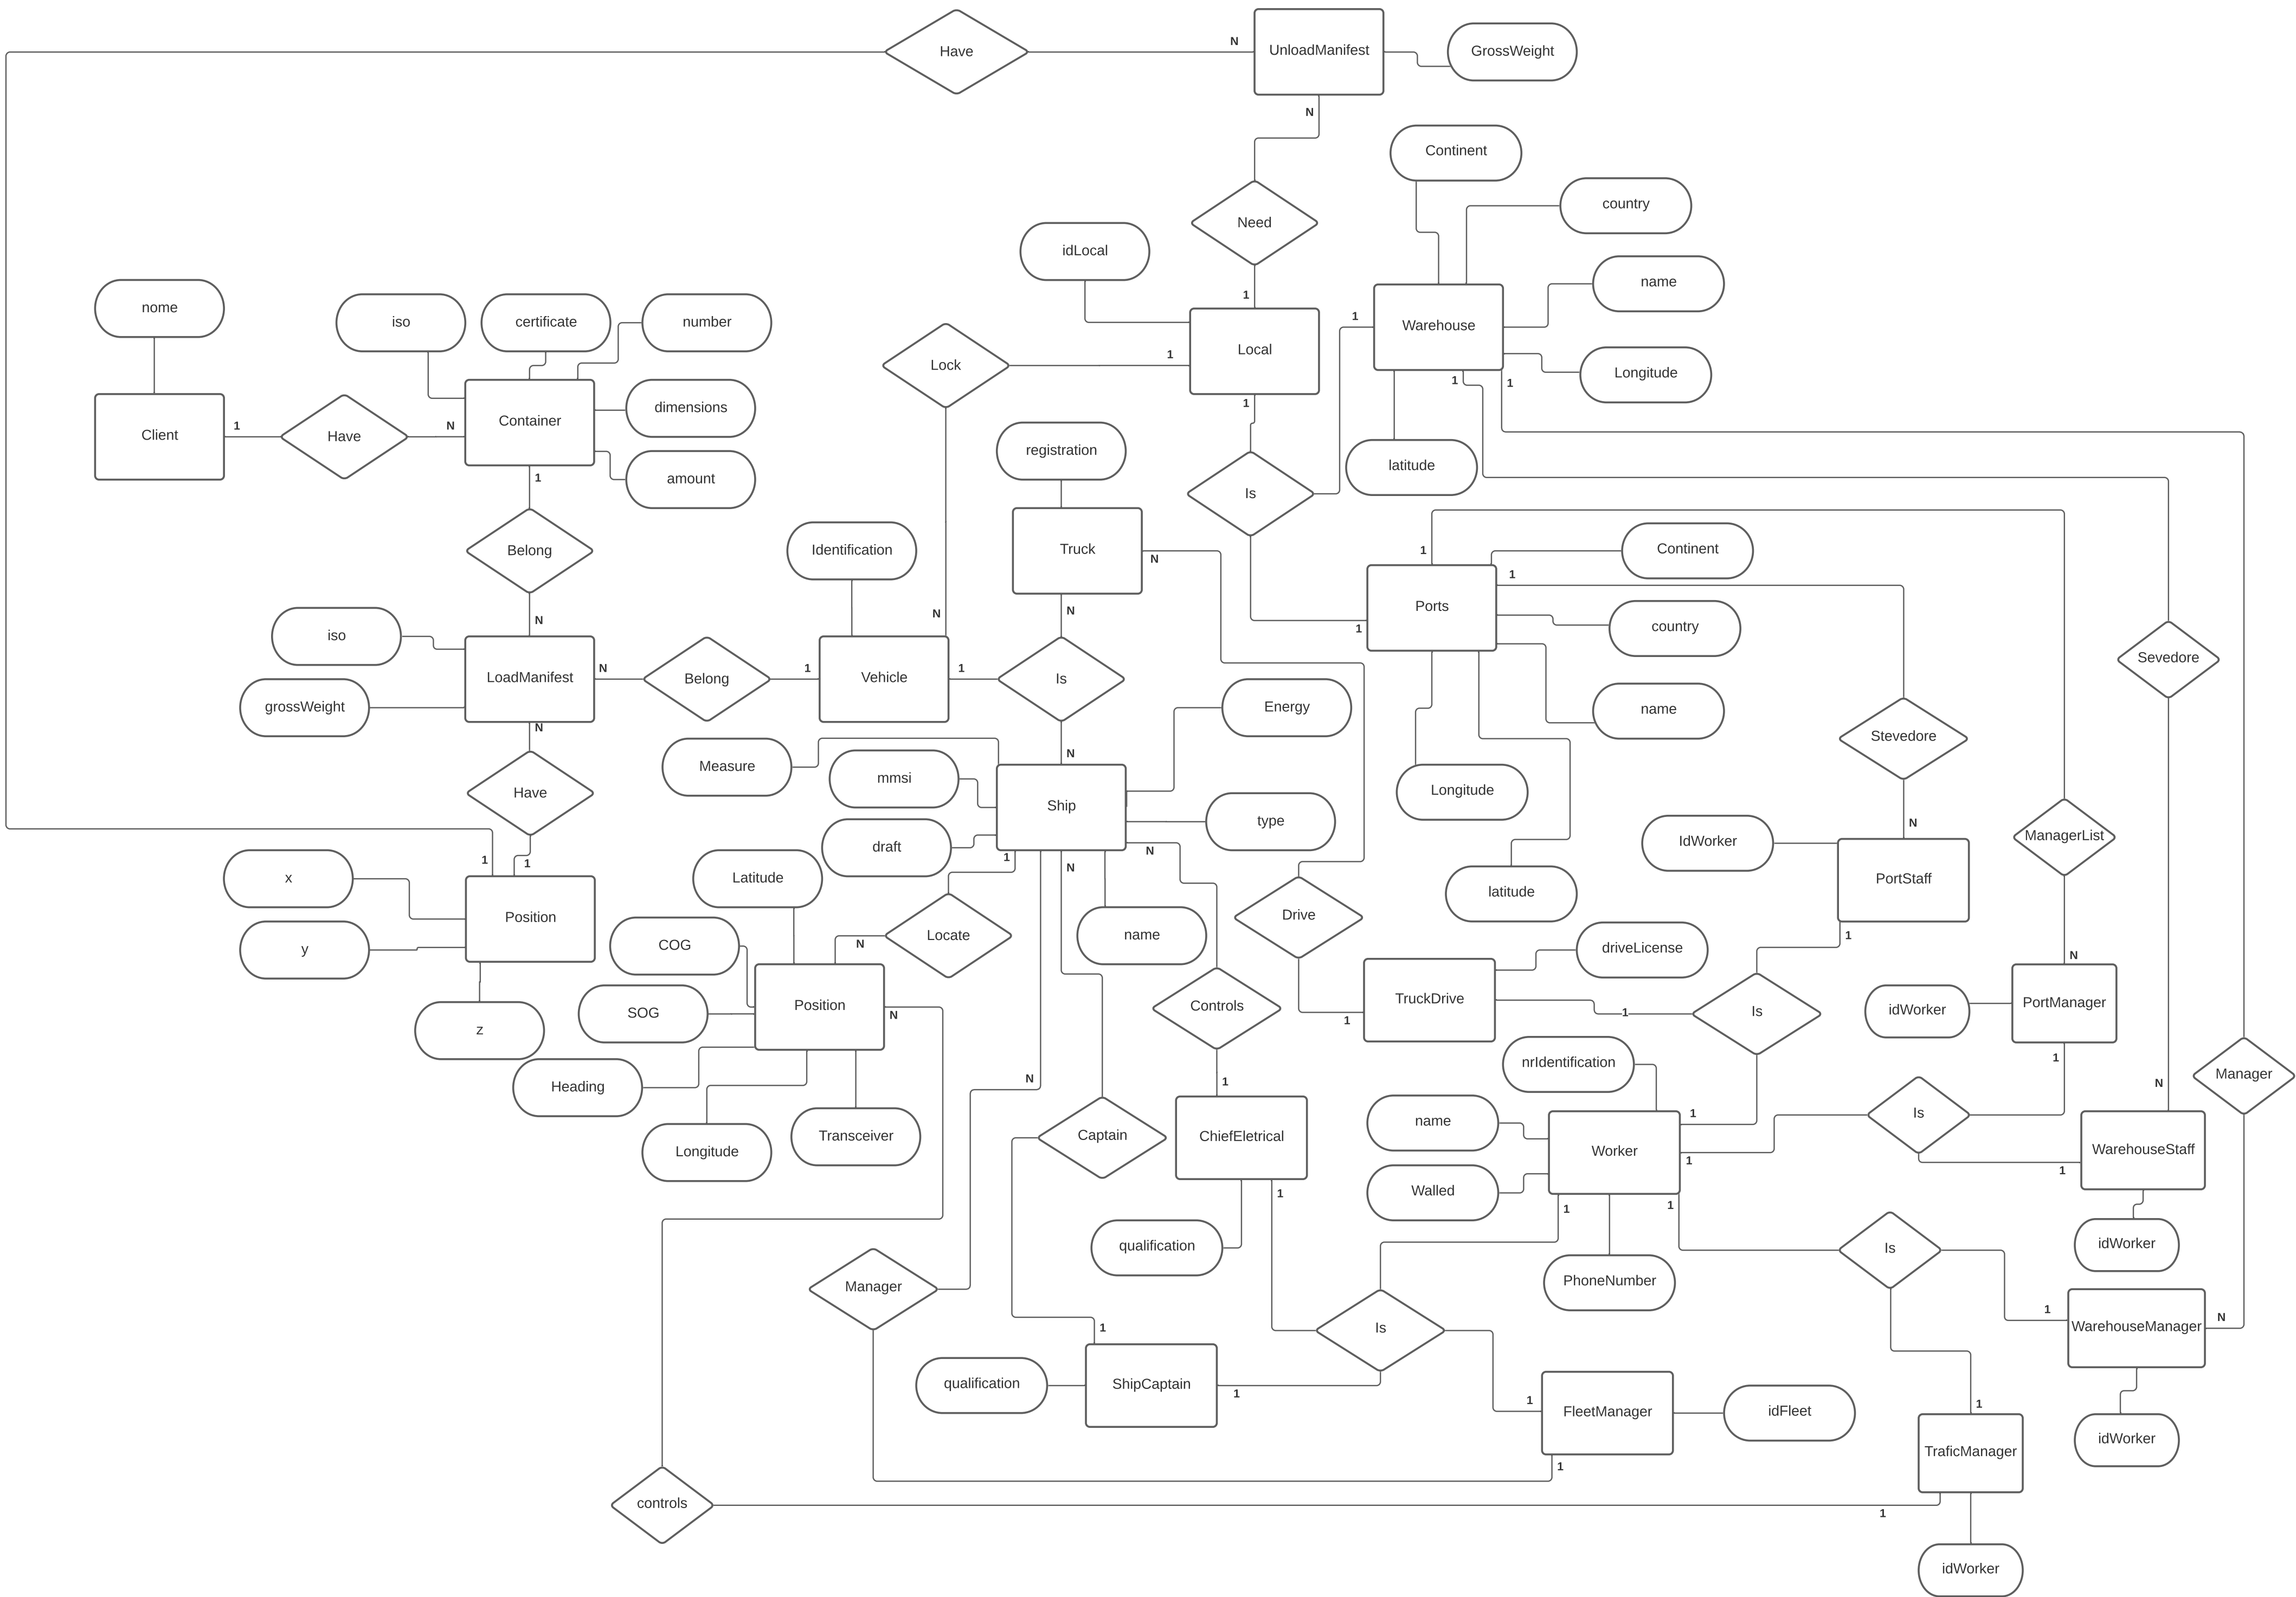 Have
N
UnloadManifest
GrossWeight
N
Continent
country
Need
idLocal
name
1
nome
iso
certificate
number
Warehouse
1
Local
Lock
1
Longitude
dimensions
1
1
1
Client
1
Have
N
Container
registration
latitude
amount
1
Is
Belong
Identification
Truck
N
1
Continent
1
Ports
N
N
N
iso
1
country
Sevedore
LoadManifest
N
Belong
1
Vehicle
1
Is
grossWeight
Energy
name
N
Stevedore
N
Measure
mmsi
Have
Ship
Longitude
type
N
IdWorker
ManagerList
draft
N
1
1
1
N
x
Latitude
PortStaff
latitude
Position
Drive
COG
N
Locate
name
1
y
driveLicense
N
TruckDrive
Position
Controls
PortManager
SOG
N
1
1
Is
idWorker
z
1
nrIdentification
Manager
Heading
N
1
N
1
Is
name
Captain
ChiefEletrical
Transceiver
Worker
WarehouseStaff
Longitude
1
1
Walled
1
1
1
qualification
Is
idWorker
PhoneNumber
Manager
1
N
1
Is
WarehouseManager
qualification
ShipCaptain
1
1
FleetManager
idFleet
1
idWorker
TraficManager
1
controls
1
idWorker